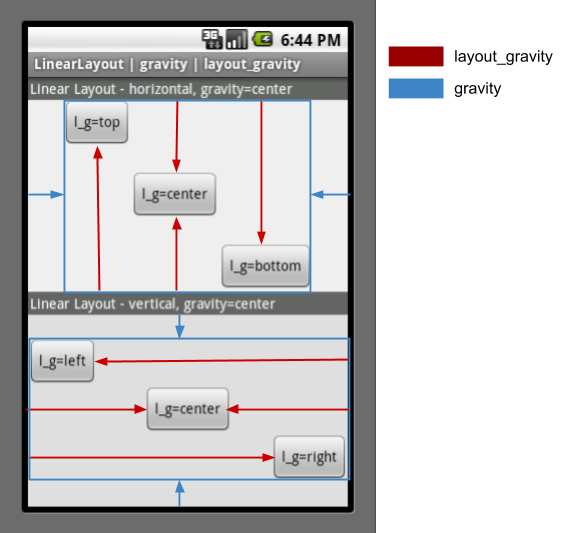 3G 6:44 PM
LinearLayout | gravity | layout_gravity
Linear Layout - horizontal, gravity=center
l_g=top
l_g=center
l_g=bottom
Linear Layout - vertical, gravity=center
l_g=left
l_g=center
l_g=right
layout_gravity
gravity